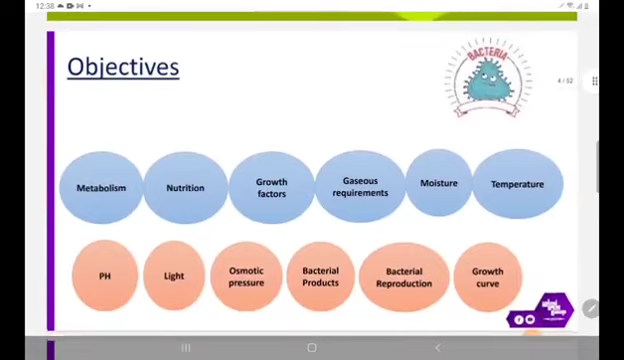 12:38
Objectives
BACTERIA
4 / 52
Metabolism
Nutrition
Growth
factors
Gaseous
requirements
Moisture
Temperature
PH
Light
Osmotic
pressure
Bacterial
Products
Bacterial
Reproduction
Growth
curve